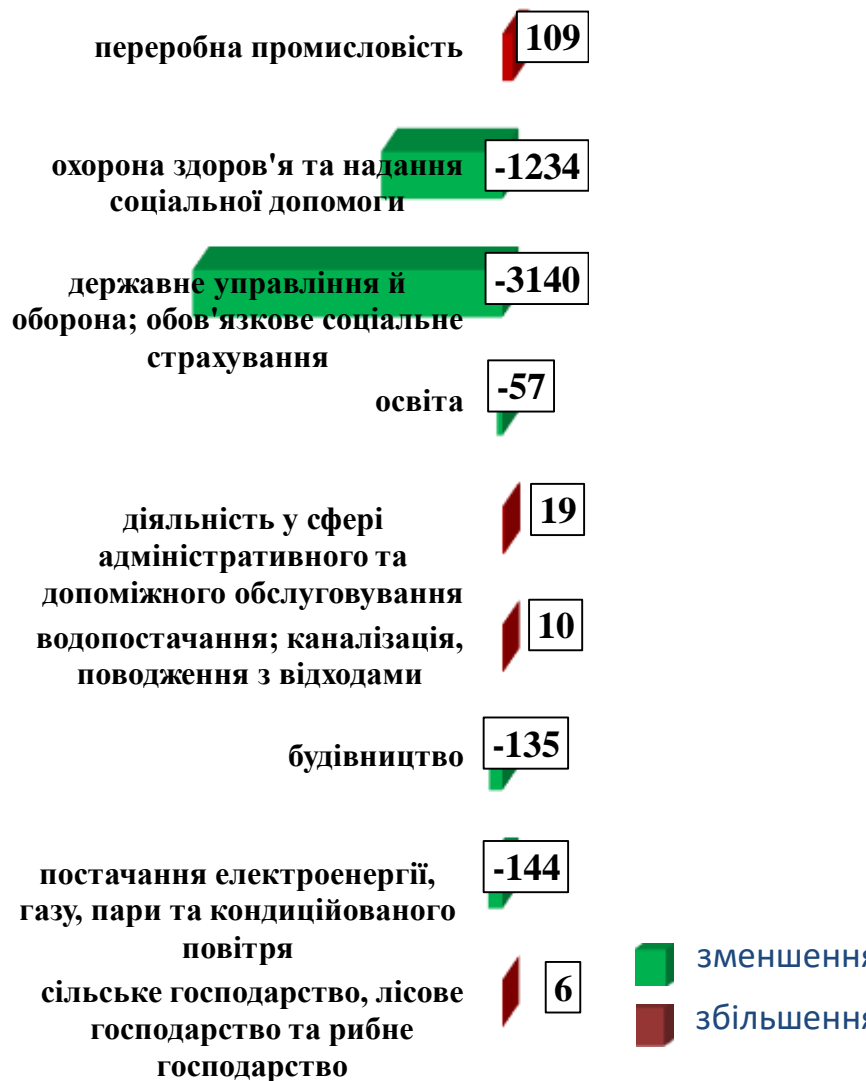 переробна промисловість
109
охорона здоров'я та надання
соціальної допомоги
-1234
державне управління й
оборона; обов'язкове соціальне
страхування
-3140
освіта
-57
діяльність у сфері
адміністративного та
допоміжного обслуговування
19
водопостачання; каналізація,
поводження з відходами
10
будівництво
-135
постачання електроенергії,
газу, пари та кондиційованого
повітря
-144
сільське господарство, лісове
господарство та рибне
господарство
6
зменшення
збільшення